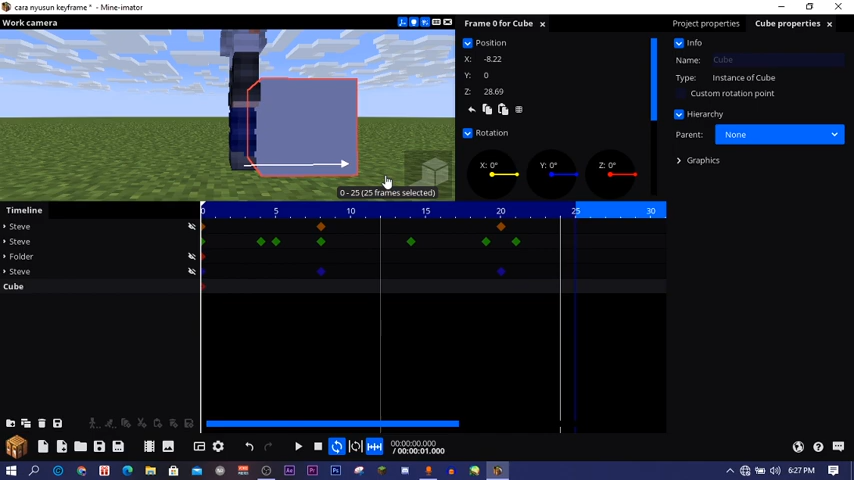 cara nyusun keyframe * - Mine-imator
Work camera
Frame 0 for Cube
Project properties
Cube properties
Position
X: -8.22
Y: 0
Z: 28.69
Rotation
X: 0°
Y: 0°
Z: 0°
Info
Name: Cube
Type: Instance of Cube
Custom rotation point
Hierarchy
Parent: None
Graphics
0 - 25 (25 frames selected)
Timeline
0 5 10 15 20 25 30
Steve
Steve
Folder
Steve
Cube
00:00:00.000
/ 00:00:01.000
6:27 PM